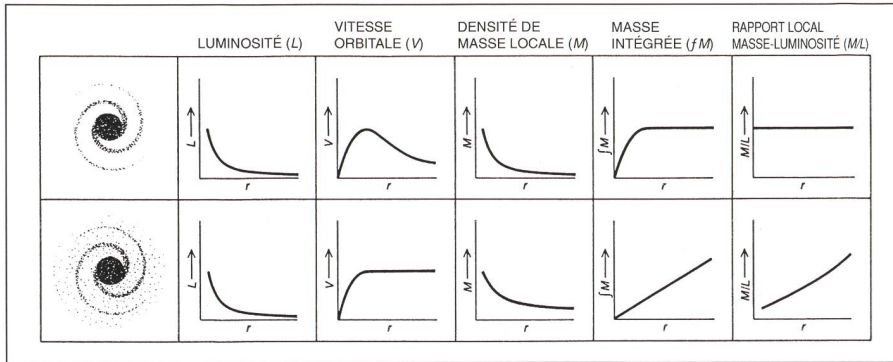 LUMINOSITÉ (L)
VITESSE
ORBITALE (V)
DENSITÉ DE
MASSE LOCALE (M)
MASSE
INTÉGRÉE (∫M)
RAPPORT LOCAL
MASSE-LUMINOSITÉ (M/L)
L
r
V
r
M
r
∫M
r
M/L
r
L
r
V
r
M
r
∫M
r
M/L
r